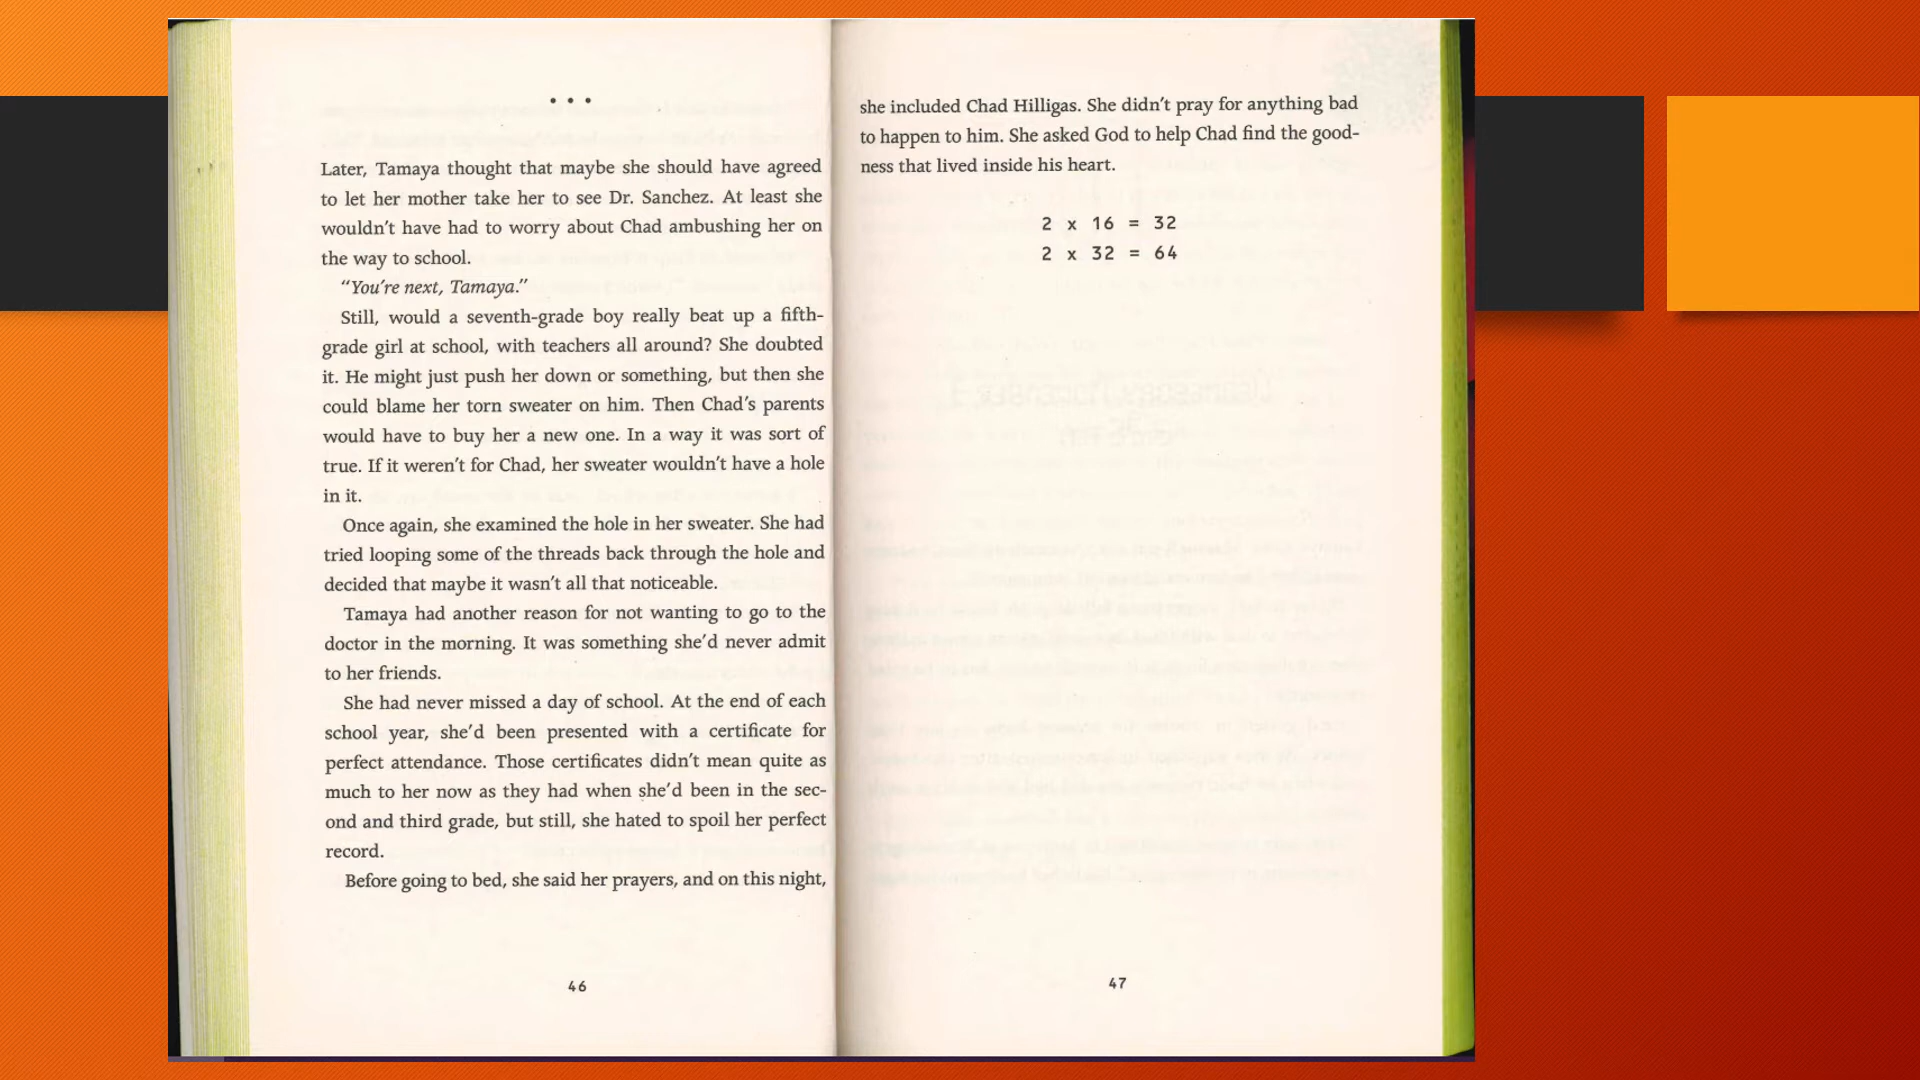 • • •
Later, Tamaya thought that maybe she should have agreed
to let her mother take her to see Dr. Sanchez. At least she
wouldn't have had to worry about Chad ambushing her on
the way to school.
“You're next, Tamaya.”
Still, would a seventh-grade boy really beat up a fifth-
grade girl at school, with teachers all around? She doubted
it. He might just push her down or something, but then she
could blame her torn sweater on him. Then Chad's parents
would have to buy her a new one. In a way it was sort of
true. If it weren't for Chad, her sweater wouldn't have a hole
in it.
Once again, she examined the hole in her sweater. She had
tried looping some of the threads back through the hole and
decided that maybe it wasn't all that noticeable.
Tamaya had another reason for not wanting to go to the
doctor in the morning. It was something she'd never admit
to her friends.
She had never missed a day of school. At the end of each
school year, she'd been presented with a certificate for
perfect attendance. Those certificates didn't mean quite as
much to her now as they had when she'd been in the sec-
ond and third grade, but still, she hated to spoil her perfect
record.
Before going to bed, she said her prayers, and on this night,
46
she included Chad Hilligas. She didn't pray for anything bad
to happen to him. She asked God to help Chad find the good-
ness that lived inside his heart.
2 x 16 = 32
2 x 32 = 64
47